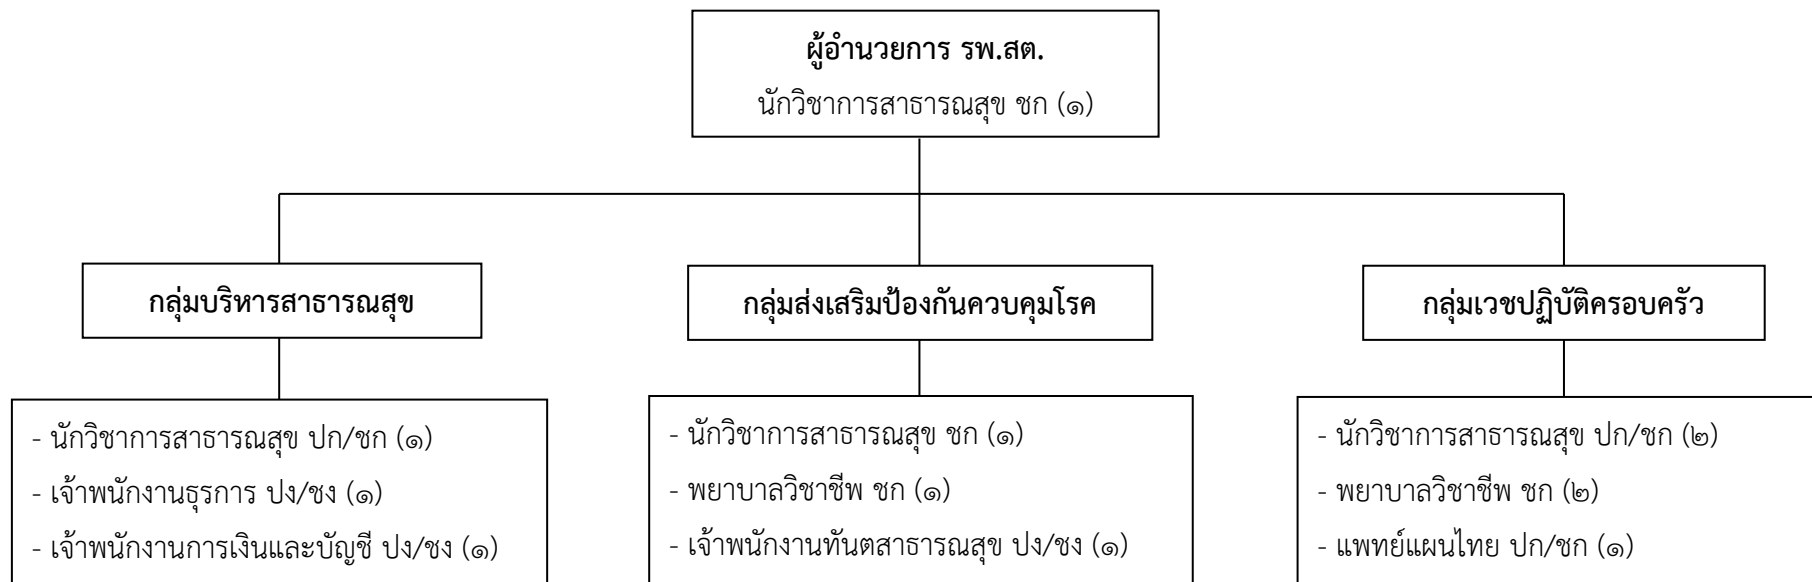 ผู้อำนวยการ รพ.สต.
นักวิชาการสาธารณสุข ชก (๑)
กลุ่มบริหารสาธารณสุข
- นักวิชาการสาธารณสุข ปก/ชก (๑)
- เจ้าพนักงานธุรการ ปง/ชง (๑)
- เจ้าพนักงานการเงินและบัญชี ปง/ชง (๑)
กลุ่มส่งเสริมป้องกันควบคุมโรค
- นักวิชาการสาธารณสุข ชก (๑)
- พยาบาลวิชาชีพ ชก (๑)
- เจ้าพนักงานทันตสาธารณสุข ปง/ชง (๑)
กลุ่มเวชปฏิบัติครอบครัว
- นักวิชาการสาธารณสุข ปก/ชก (๒)
- พยาบาลวิชาชีพ ชก (๒)
- แพทย์แผนไทย ปก/ชก (๑)